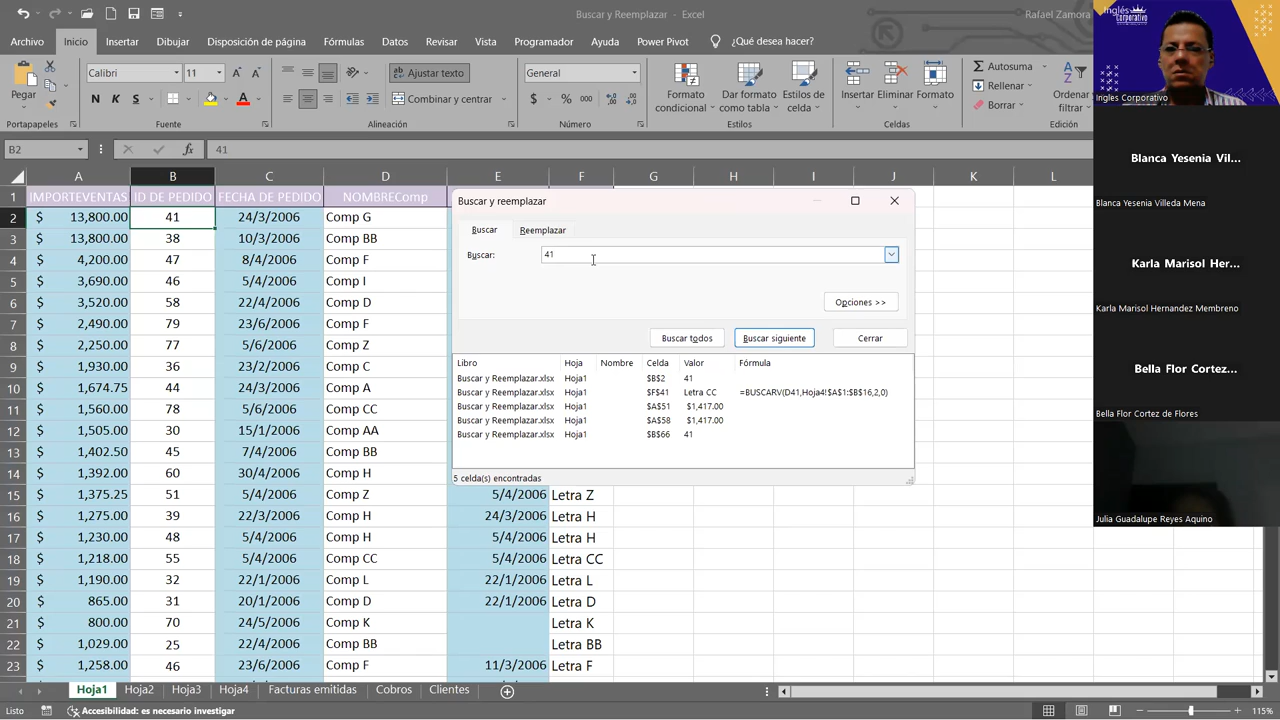 Buscar y Reemplazar - Excel
Rafael Zamora
Archivo Inicio Insertar Dibujar Disposición de página Fórmulas Datos Revisar Vista Programador Ayuda Power Pivot ¿Qué desea hacer?
Pegar
Calibri 11
N K S
Ajustar texto
Combinar y centrar
General
$ % 000
Formato condicional
Dar formato como tabla
Estilos de celda
Insertar Eliminar Formato
Autosuma
Rellenar
Borrar
Ordenar
filtrar
Portapapeles Fuente Alineación Número Estilos Celdas Edición
B2 fx 41
A B C D E F G H I J K L
1 IMPORTEVENTAS ID DE PEDIDO FECHA DE PEDIDO NOMBREComp
2 $ 13,800.00 41 24/3/2006 Comp G
3 $ 13,800.00 38 10/3/2006 Comp BB
4 $ 4,200.00 47 8/4/2006 Comp F
5 $ 3,690.00 46 5/4/2006 Comp I
6 $ 3,520.00 58 22/4/2006 Comp D
7 $ 2,490.00 79 23/6/2006 Comp F
8 $ 2,250.00 77 5/6/2006 Comp Z
9 $ 1,930.00 36 23/2/2006 Comp C
10 $ 1,674.75 44 24/3/2006 Comp A
11 $ 1,560.00 78 5/6/2006 Comp CC
12 $ 1,505.00 30 15/1/2006 Comp AA
13 $ 1,402.50 45 7/4/2006 Comp BB
14 $ 1,392.00 60 30/4/2006 Comp H
15 $ 1,375.25 51 5/4/2006 Comp Z 5/4/2006 Letra Z
16 $ 1,275.00 39 22/3/2006 Comp H 24/3/2006 Letra H
17 $ 1,230.00 48 5/4/2006 Comp H 5/4/2006 Letra H
18 $ 1,218.00 55 5/4/2006 Comp CC 5/4/2006 Letra CC
19 $ 1,190.00 32 22/1/2006 Comp L 22/1/2006 Letra L
20 $ 865.00 31 20/1/2006 Comp D 22/1/2006 Letra D
21 $ 800.00 70 24/5/2006 Comp K Letra K
22 $ 1,029.00 25 22/4/2006 Comp BB Letra BB
23 $ 1,258.00 46 23/6/2006 Comp F 11/3/2006 Letra F
Buscar y reemplazar
Buscar Reemplazar
Buscar: 41
Opciones >>
Buscar todos Buscar siguiente Cerrar
Libro Hoja Nombre Celda Valor Fórmula
Buscar y Reemplazar.xlsx Hoja1 $B$2 41
Buscar y Reemplazar.xlsx Hoja1 $F$41 Letra CC =BUSCARV(D41,Hoja4!$A$1:$B$16,2,0)
Buscar y Reemplazar.xlsx Hoja1 $A$51 $1,417.00
Buscar y Reemplazar.xlsx Hoja1 $A$58 $1,417.00
Buscar y Reemplazar.xlsx Hoja1 $B$66 41
5 celda(s) encontradas
Hoja1 Hoja2 Hoja3 Hoja4 Facturas emitidas Cobros Clientes
Listo Accesibilidad: es necesario investigar 115%
Inglés
Corporativo
Ingles Corporativo
Blanca Yesenia Vil...
Blanca Yesenia Villeda Mena
Karla Marisol Her...
Karla Marisol Hernandez Membreno
Bella Flor Cortez...
Bella Flor Cortez de Flores
Julia Guadalupe Reyes Aquino